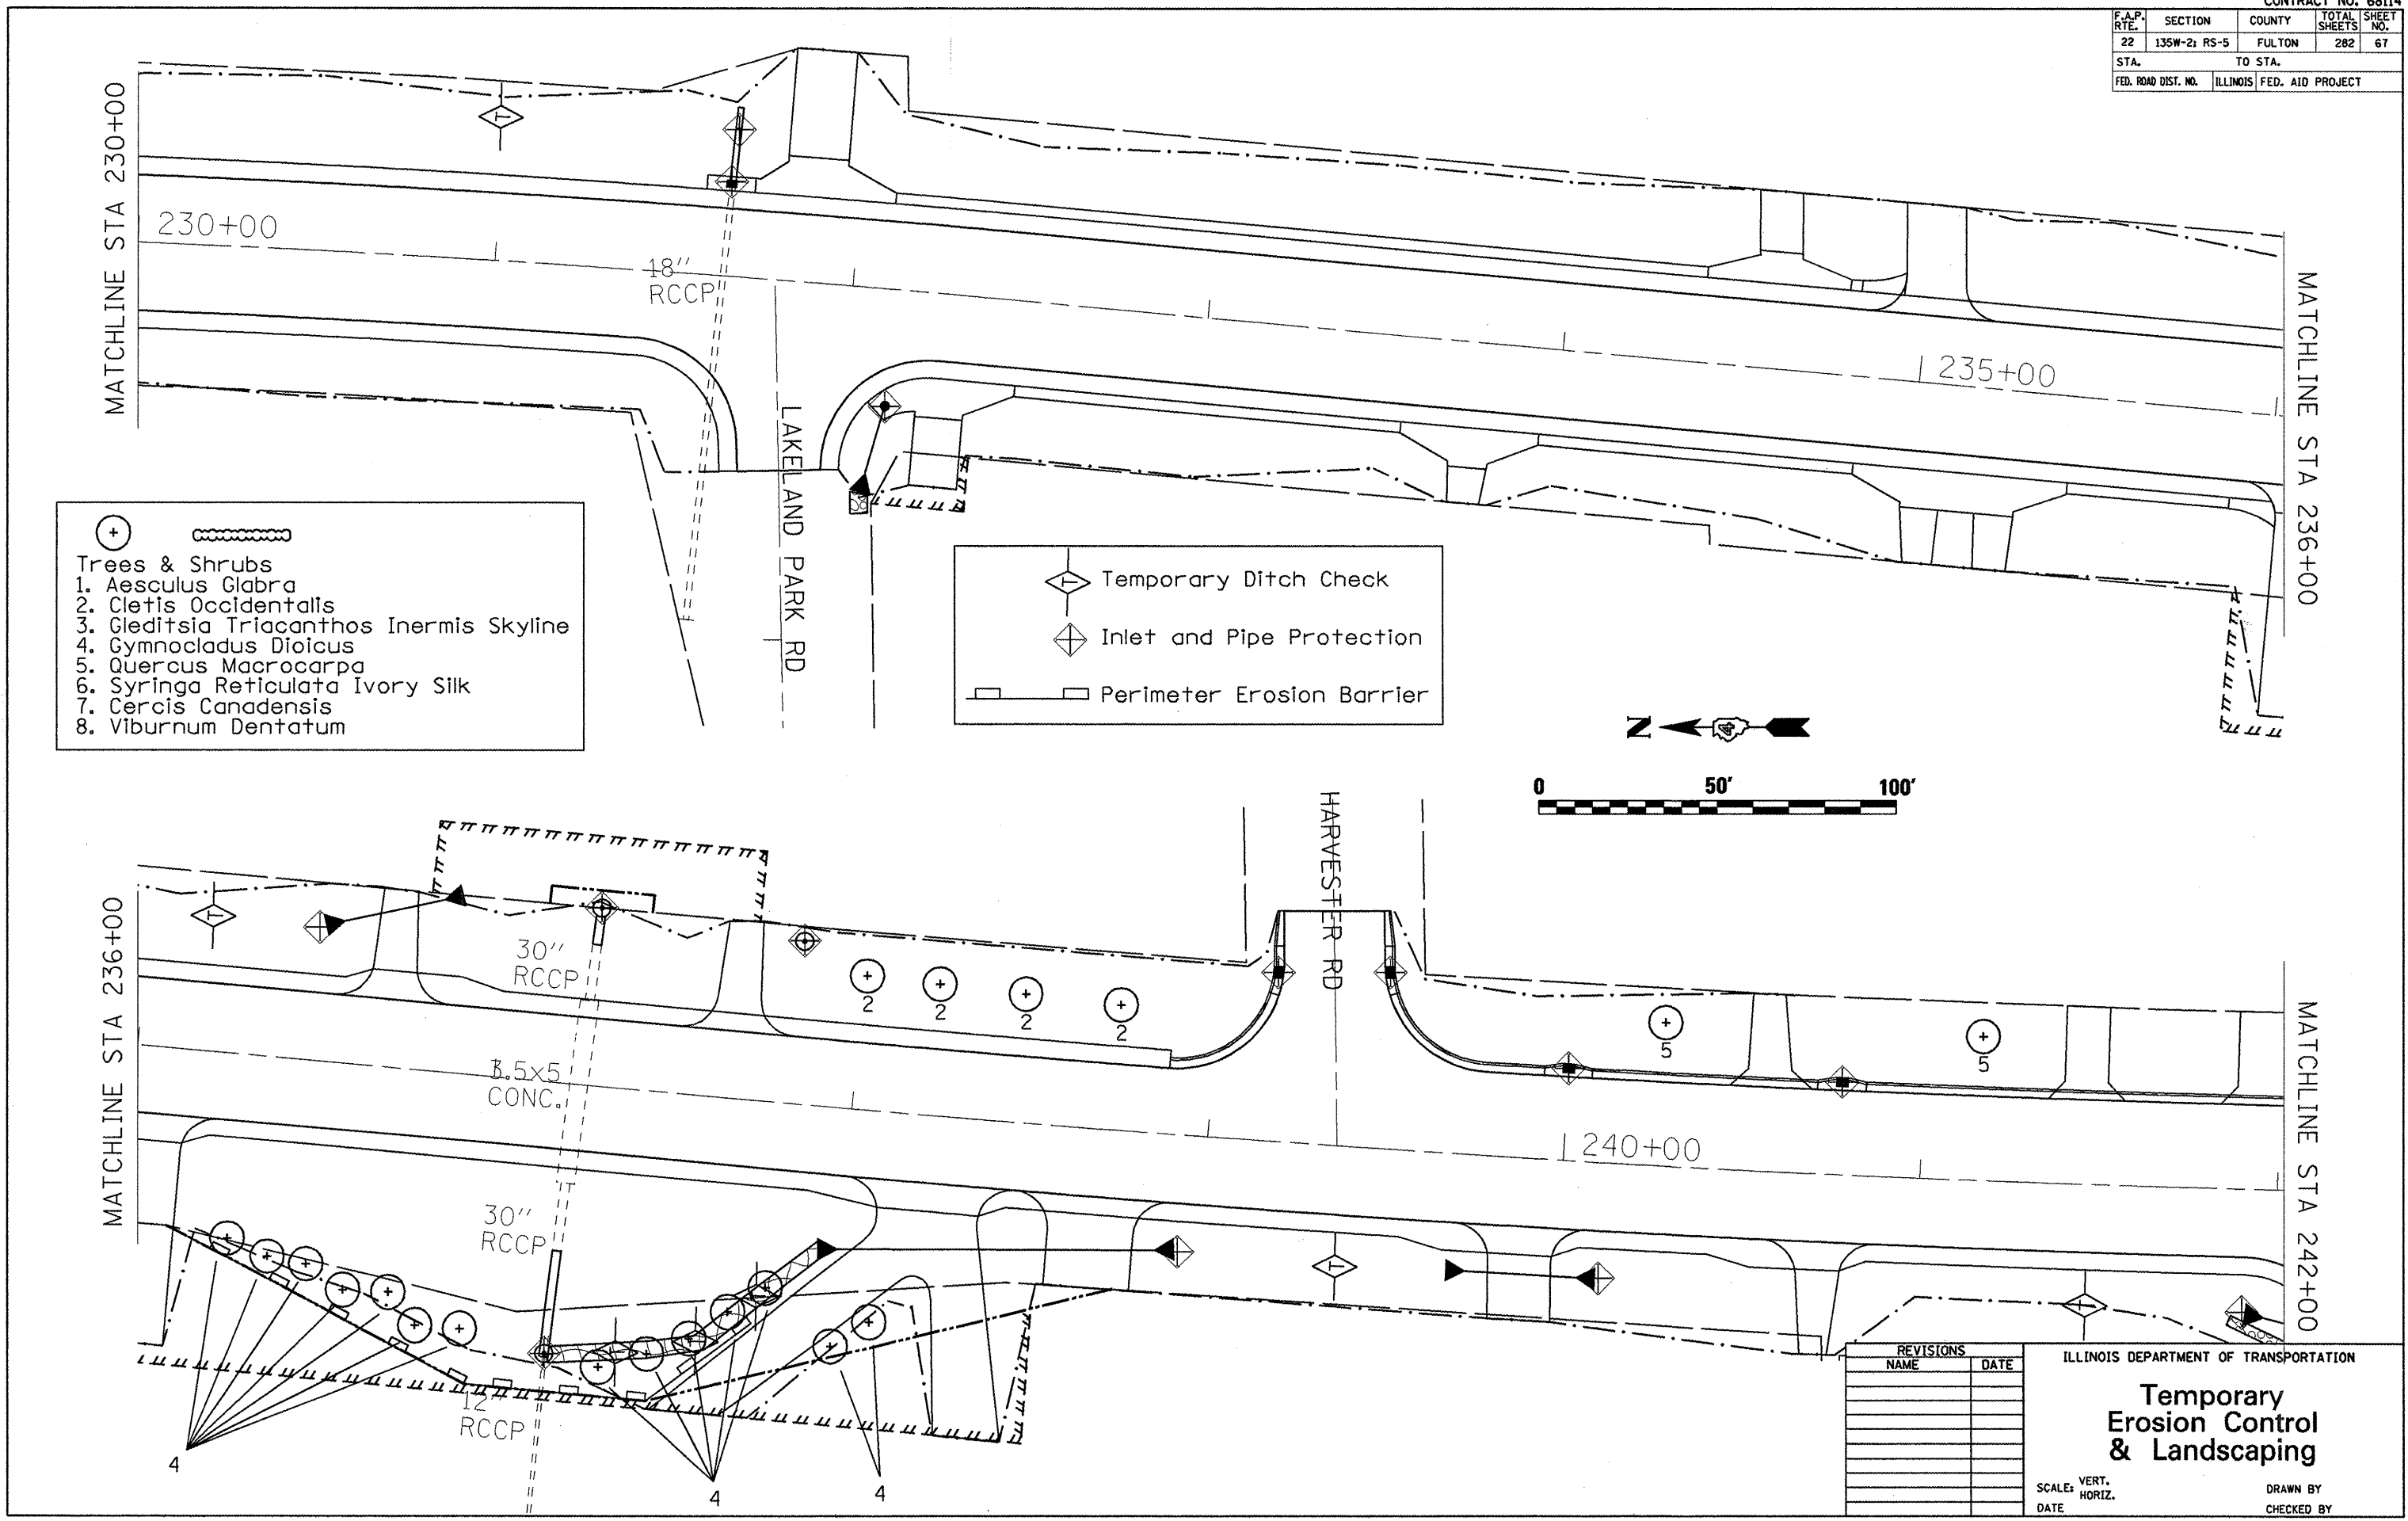 CONTRACT NO. 68114
F.A.P. RTE. SECTION COUNTY TOTAL SHEETS SHEET NO.
22 135W-2; RS-5 FULTON 282 67
STA. TO STA.
FED. ROAD DIST. NO. ILLINOIS FED. AID PROJECT
MATCHLINE STA 230+00
230+00
18"
RCCP
LAKELAND PARK RD
235+00
MATCHLINE STA 236+00
Trees & Shrubs
1. Aesculus Glabra
2. Cletis Occidentalis
3. Gleditsia Triacanthos Inermis Skyline
4. Gymnocladus Dioicus
5. Quercus Macrocarpa
6. Syringa Reticulata Ivory Silk
7. Cercis Canadensis
8. Viburnum Dentatum
T Temporary Ditch Check
Inlet and Pipe Protection
Perimeter Erosion Barrier
N 4
0 50' 100'
MATCHLINE STA 236+00
T
T
30"
RCCP
3.5x5
CONC.
30"
RCCP
12"
RCCP
2
2
2
2
HARVESTER RD
5
5
240+00
T
T
4
4
4
MATCHLINE STA 242+00
REVISIONS
NAME DATE
ILLINOIS DEPARTMENT OF TRANSPORTATION
Temporary
Erosion Control
& Landscaping
SCALE: VERT.
HORIZ.
DATE
DRAWN BY
CHECKED BY